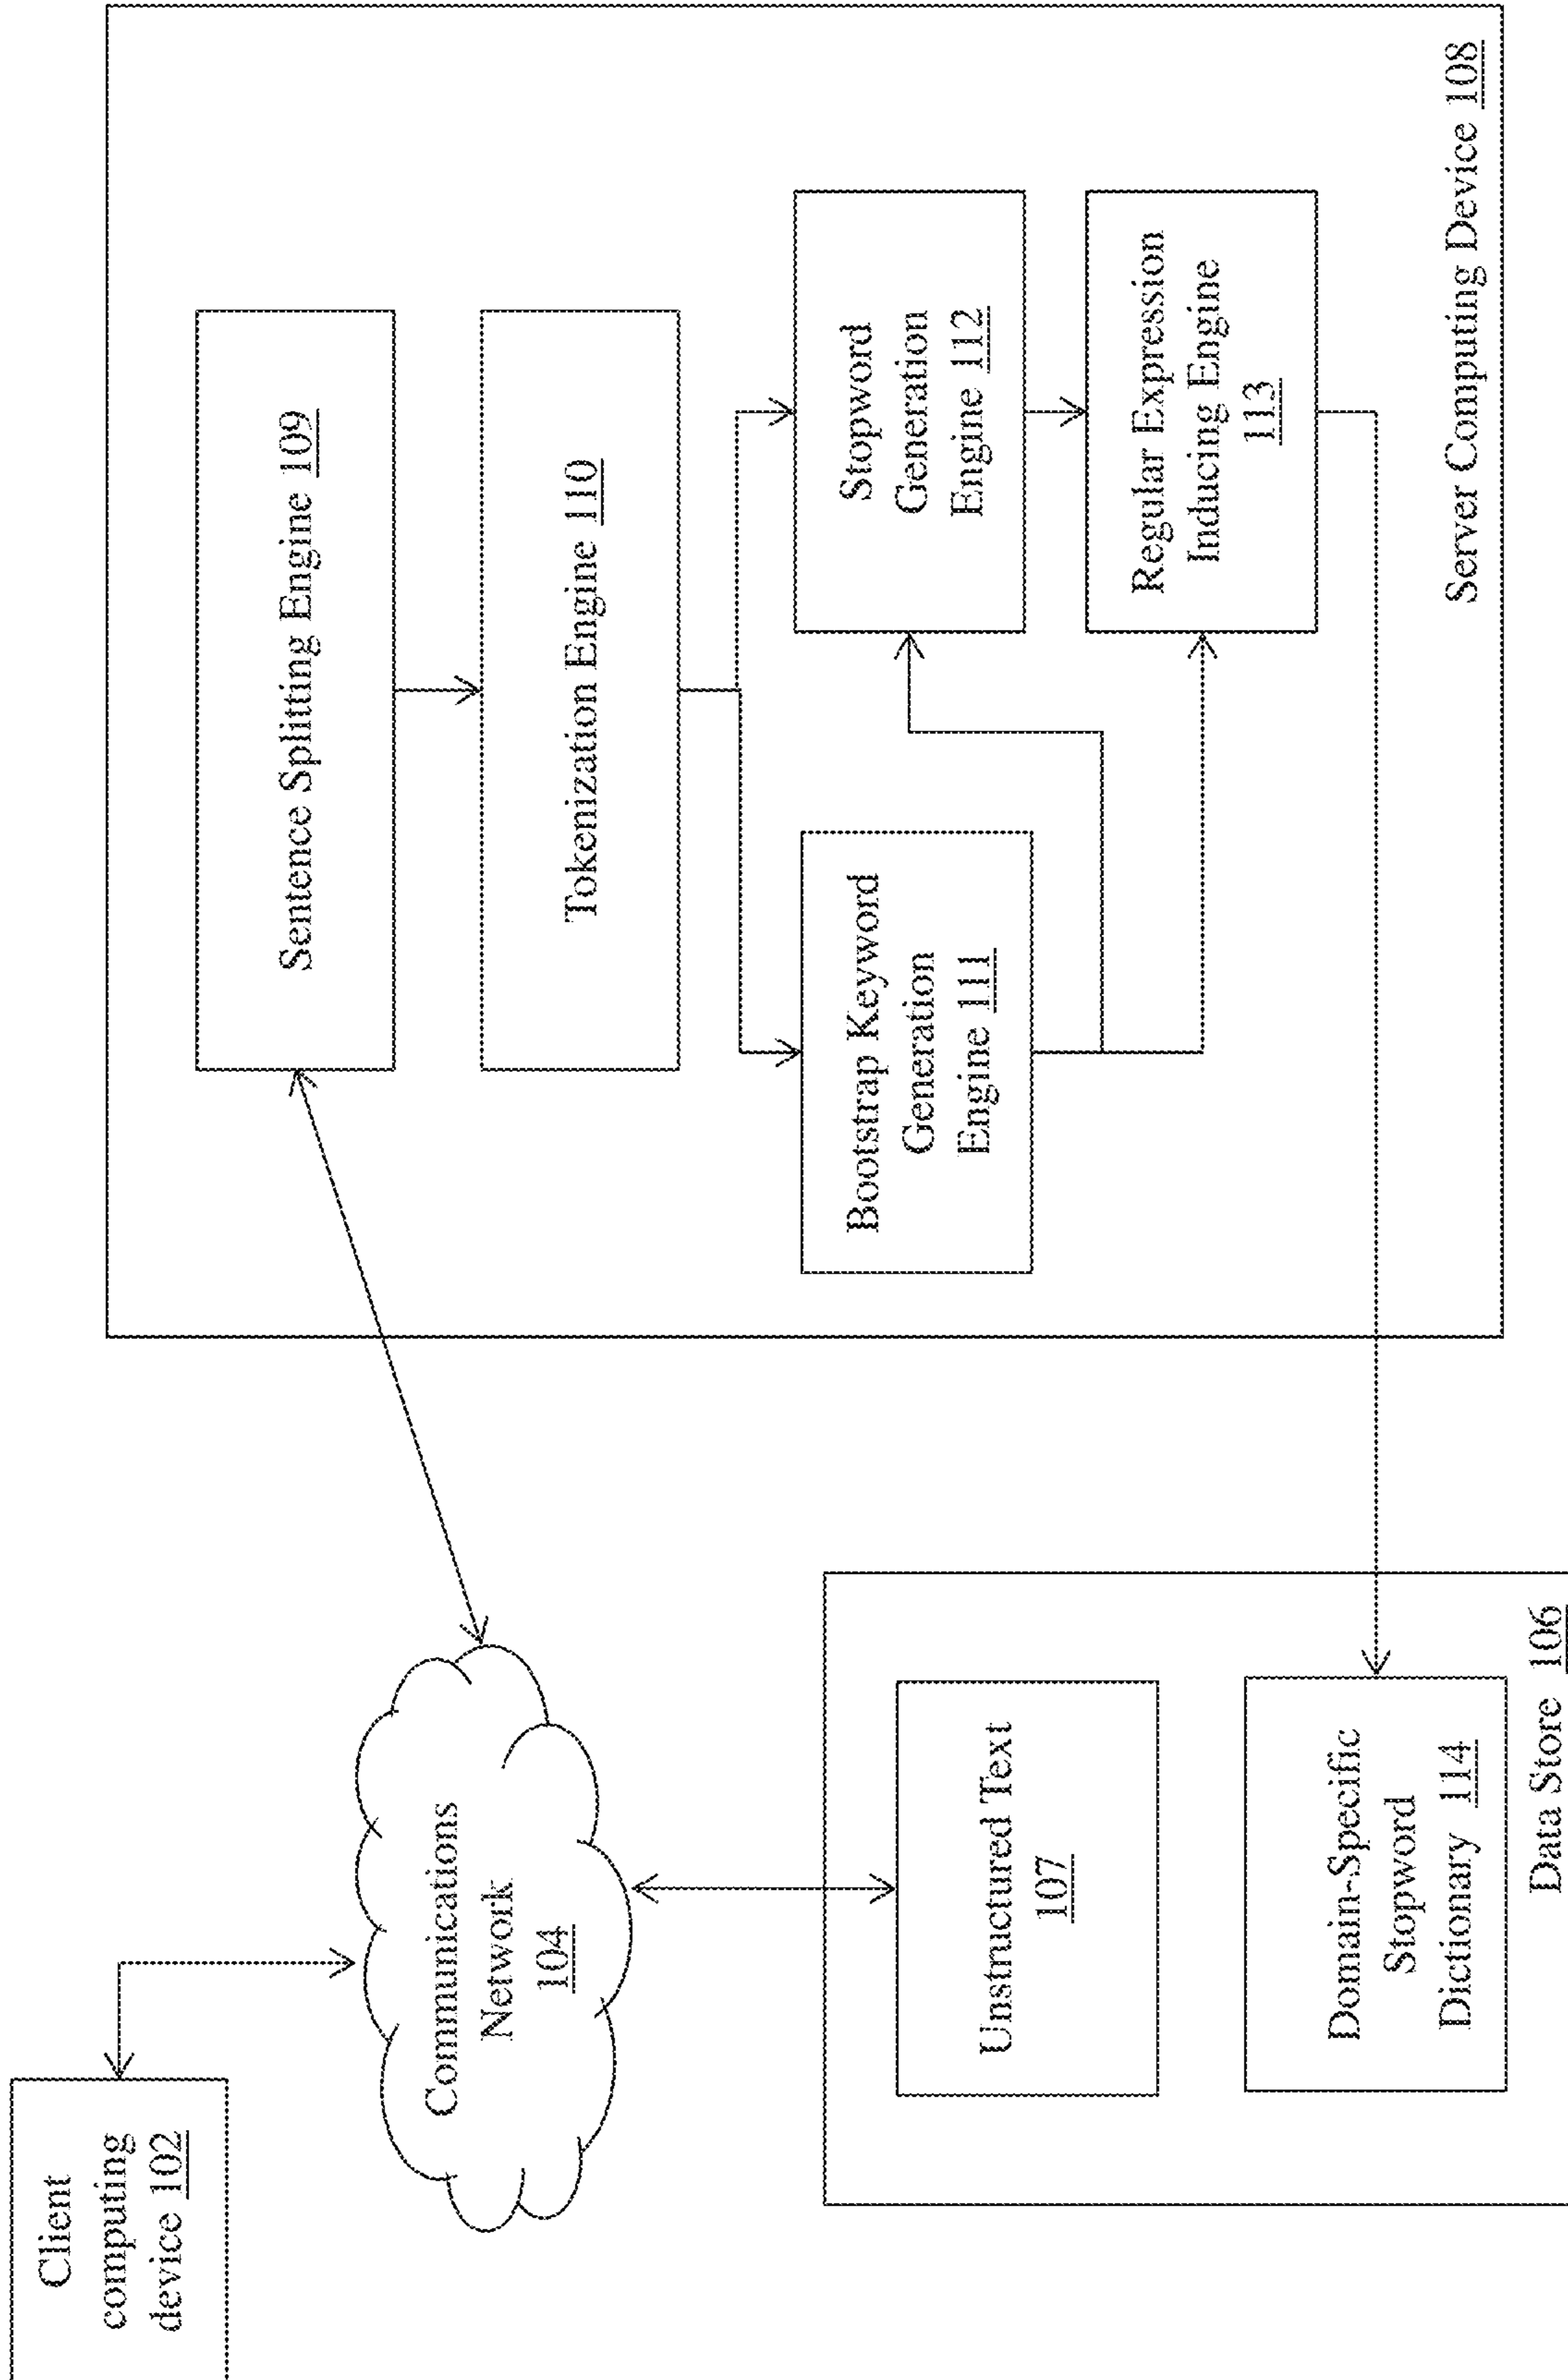 Client
computing
device 102
Communications
Network
104
Unstructured Text
107
Domain-Specific
Stopword
Dictionary 114
Data Store 106
Sentence Splitting Engine 109
Tokenization Engine 110
Bootstrap Keyword
Generation
Engine 111
Stopword
Generation
Engine 112
Regular Expression
Inducing Engine
113
Server Computing Device 108